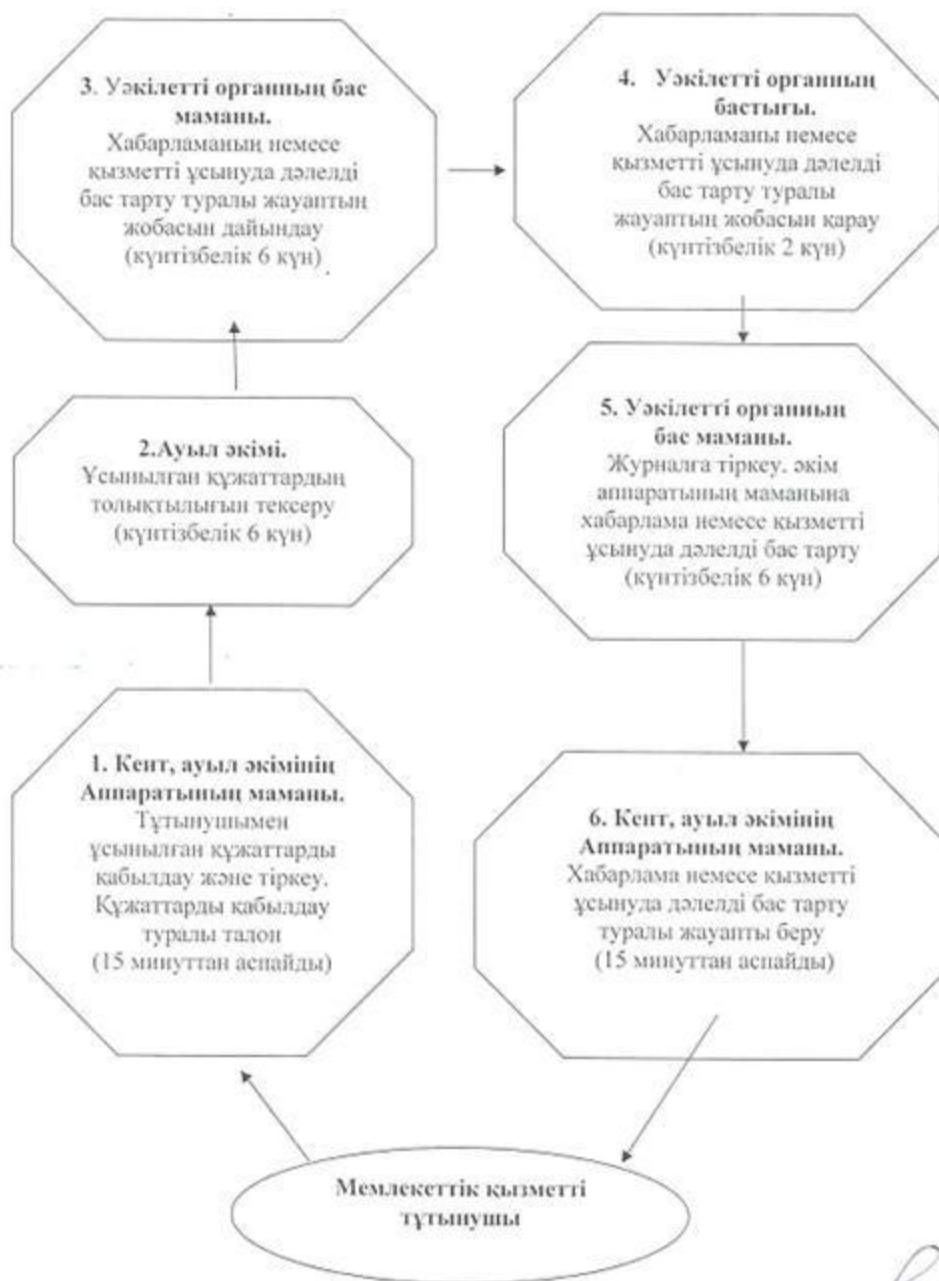 3. Уәкілетті органның бас
маманы.
Хабарламаның немесе
қызметті ұсынуда дәлелді
бас тарту туралы жауаптың
жобасын дайындау
(күнтізбелік 6 күн)
4. Уәкілетті органның
бастығы.
Хабарламаны немесе
қызметті ұсынуда дәлелді
бас тарту туралы
жауаптың жобасын қарау
(күнтізбелік 2 күн)
2.Ауыл әкімі.
Ұсынылған құжаттардың
толықтылығын тексеру
(күнтізбелік 6 күн)
5. Уәкілетті органның
бас маманы.
Журналға тіркеу. әкім
аппаратының маманына
хабарлама немесе қызметті
ұсынуда дәлелді бас тарту
(күнтізбелік 6 күн)
1. Кент, ауыл әкімінің
Аппаратының маманы.
Тұтынушымен
ұсынылған құжаттарды
қабылдау және тіркеу.
Құжаттарды қабылдау
туралы талон
(15 минуттан аспайды)
6. Кент, ауыл әкімінің
Аппаратының маманы.
Хабарлама немесе қызметті
ұсынуда дәлелді бас тарту
туралы жауапты беру
(15 минуттан аспайды)
Мемлекеттік қызметті
тұтынушы